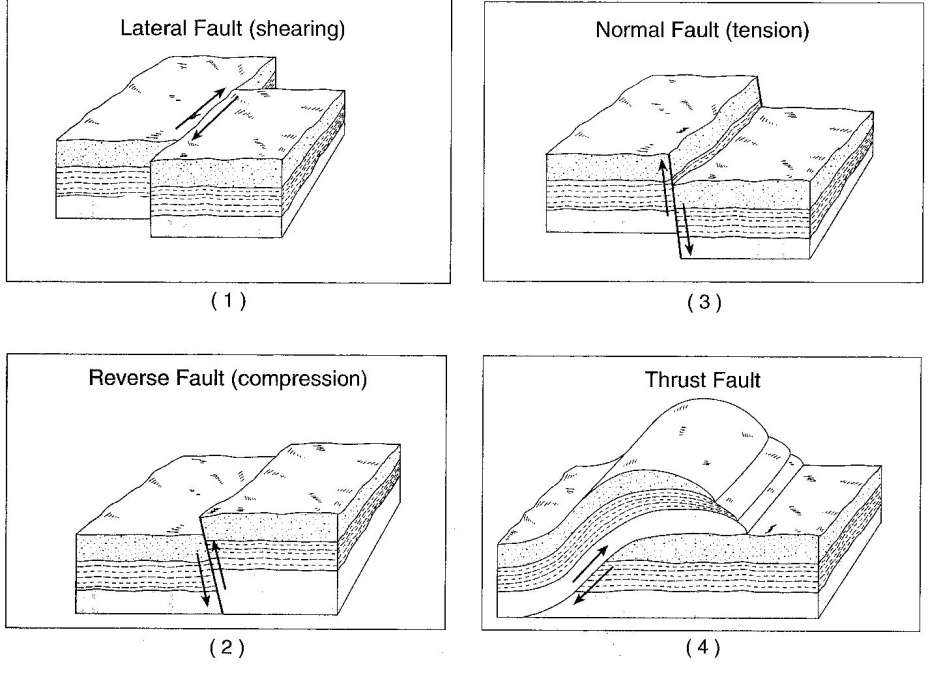 Lateral Fault (shearing)
( 1 )
Normal Fault (tension)
( 3 )
Reverse Fault (compression)
( 2 )
Thrust Fault
( 4 )